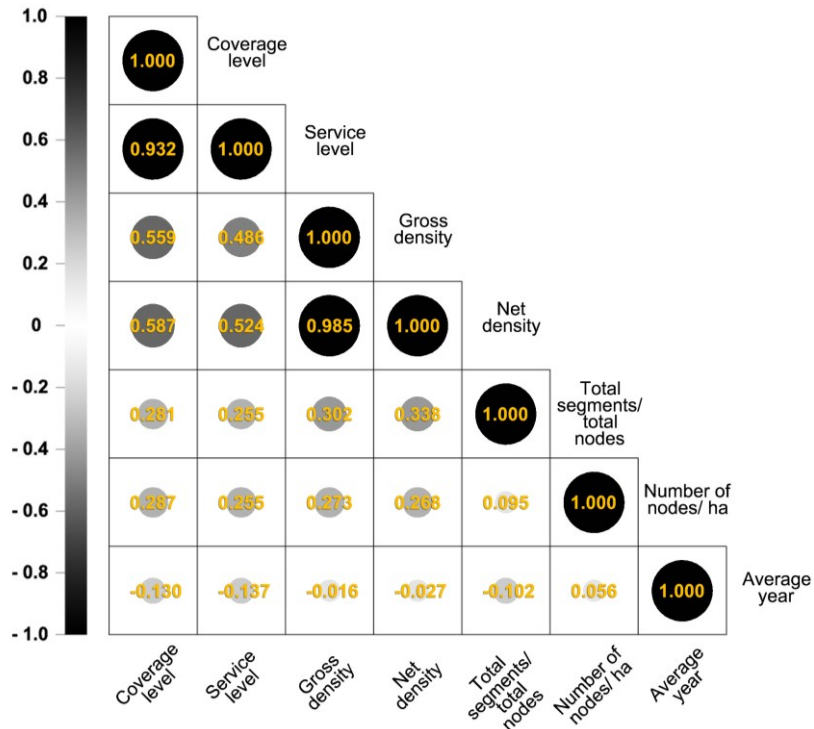 1.0
0.8
0.6
0.4
0.2
0
- 0.2
- 0.4
- 0.6
- 0.8
- 1.0
1.000
Coverage
level
0.932 1.000
Service
level
0.559 0.486 1.000
Gross
density
0.587 0.524 0.985 1.000
Net
density
0.281 0.255 0.302 0.338 1.000
Total
segments/
total
nodes
0.287 0.255 0.273 0.268 0.095 1.000
Number of
nodes/ ha
-0.130 -0.137 -0.016 -0.027 -0.102 0.056 1.000
Average
year
Coverage
level
Service
level
Gross
density
Net
density
Total
segments/
total
nodes
Number of
nodes/ ha
Average
year